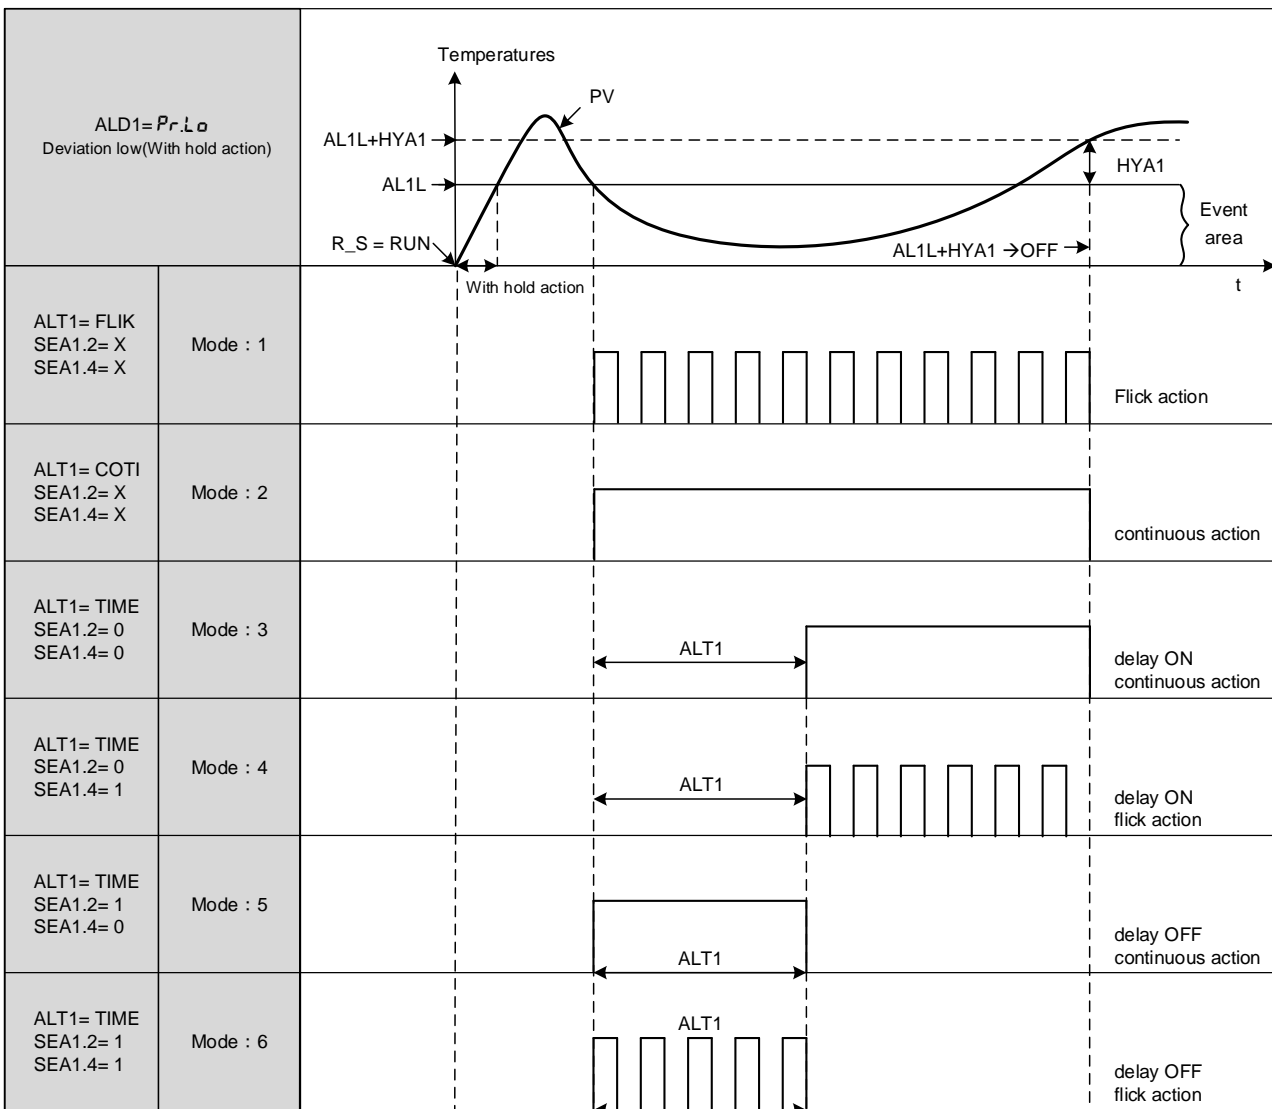 Temperatures
PV
ALD1= Pr.Lo
Deviation low(With hold action)
AL1L+HYA1
HYA1
AL1L
Event
area
R_S = RUN
AL1L+HYA1 →OFF
With hold action
t
ALT1= FLIK
SEA1.2= X
SEA1.4= X
Mode：1
Flick action
ALT1= COTI
SEA1.2= X
SEA1.4= X
Mode：2
continuous action
ALT1= TIME
SEA1.2= 0
SEA1.4= 0
Mode：3
ALT1
delay ON
continuous action
ALT1= TIME
SEA1.2= 0
SEA1.4= 1
Mode：4
ALT1
delay ON
flick action
ALT1= TIME
SEA1.2= 1
SEA1.4= 0
Mode：5
ALT1
delay OFF
continuous action
ALT1= TIME
SEA1.2= 1
SEA1.4= 1
Mode：6
ALT1
delay OFF
flick action